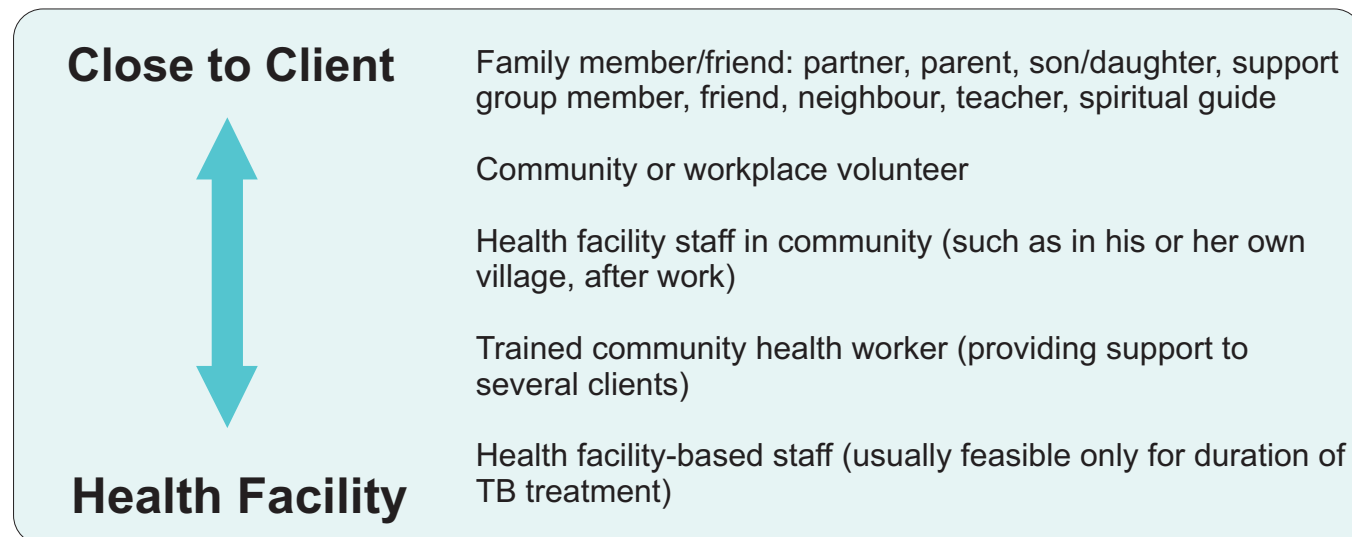 Close to Client
Family member/friend: partner, parent, son/daughter, support
group member, friend, neighbour, teacher, spiritual guide
Community or workplace volunteer
Health facility staff in community (such as in his or her own
village, after work)
Trained community health worker (providing support to
several clients)
Health facility-based staff (usually feasible only for duration of
TB treatment)
Health Facility